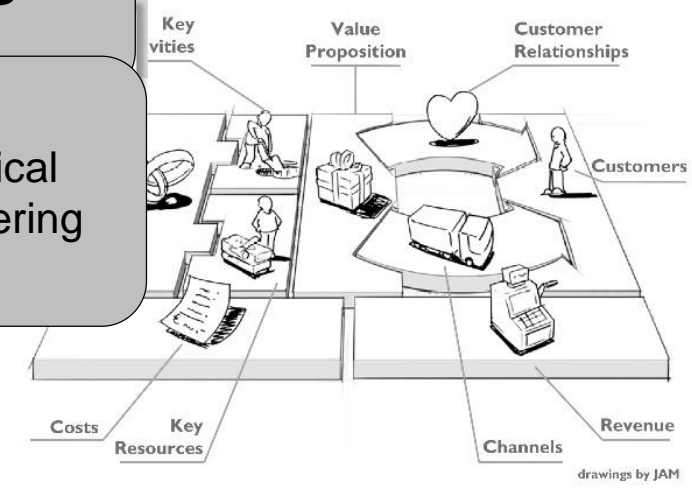 Key
vities
Value
Proposition
Customer
Relationships
ical
ering
Customers
Costs
Key
Resources
Channels
Revenue
drawings by JAM